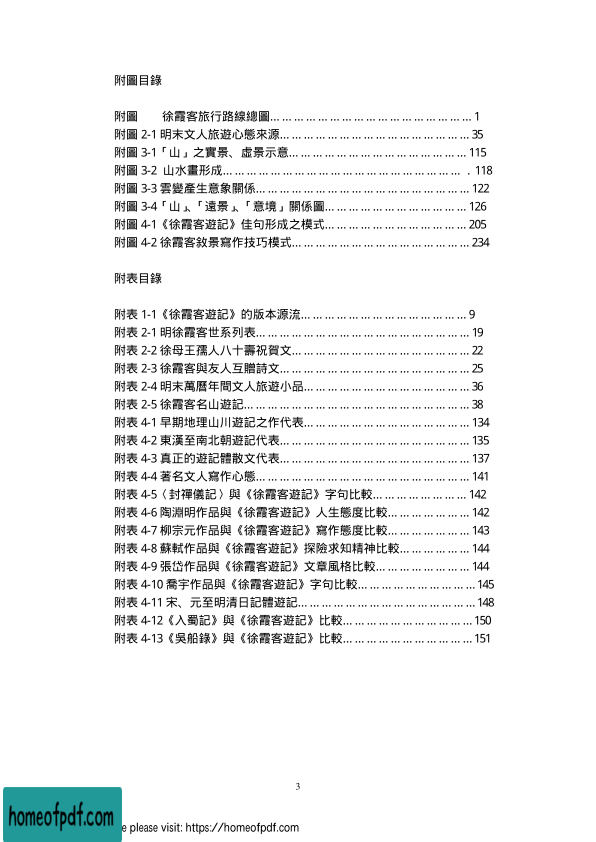 附圖目錄
附圖　　徐霞客旅行路線總圖………………………………………………1
附圖 2-1 明末文人旅遊心態來源……………………………………………35
附圖 3-1「山」之實景、虛景示意…………………………………………115
附圖 3-2 山水畫形成……………………………………………………….118
附圖 3-3 雲變產生意象關係…………………………………………………122
附圖 3-4「山」、「遠景」、「意境」關係圖…………………………………126
附圖 4-1《徐霞客遊記》佳句形成之模式…………………………………205
附圖 4-2 徐霞客敘景寫作技巧模式…………………………………………234
附表目錄
附表 1-1《徐霞客遊記》的版本源流………………………………………9
附表 2-1 明徐霞客世系列表…………………………………………………19
附表 2-2 徐母王孺人八十壽祝賀文…………………………………………22
附表 2-3 徐霞客與友人互贈詩文……………………………………………25
附表 2-4 明末萬曆年間文人旅遊小品………………………………………36
附表 2-5 徐霞客名山遊記……………………………………………………38
附表 4-1 早期地理山川遊記之作代表………………………………………134
附表 4-2 東漢至南北朝遊記代表……………………………………………135
附表 4-3 真正的遊記體散文代表……………………………………………137
附表 4-4 著名文人寫作心態…………………………………………………141
附表 4-5〈封禪儀記〉與《徐霞客遊記》字句比較……………………142
附表 4-6 陶淵明作品與《徐霞客遊記》人生態度比較…………………142
附表 4-7 柳宗元作品與《徐霞客遊記》寫作態度比較…………………143
附表 4-8 蘇軾作品與《徐霞客遊記》探險求知精神比較………………144
附表 4-9 張岱作品與《徐霞客遊記》文章風格比較……………………144
附表 4-10 喬宇作品與《徐霞客遊記》字句比較…………………………145
附表 4-11 宋、元至明清日記體遊記…………………………………………148
附表 4-12《入蜀記》與《徐霞客遊記》比較………………………………150
附表 4-13《吳船錄》與《徐霞客遊記》比較………………………………151
3
homeofpdf.com
e please visit: https://homeofpdf.com